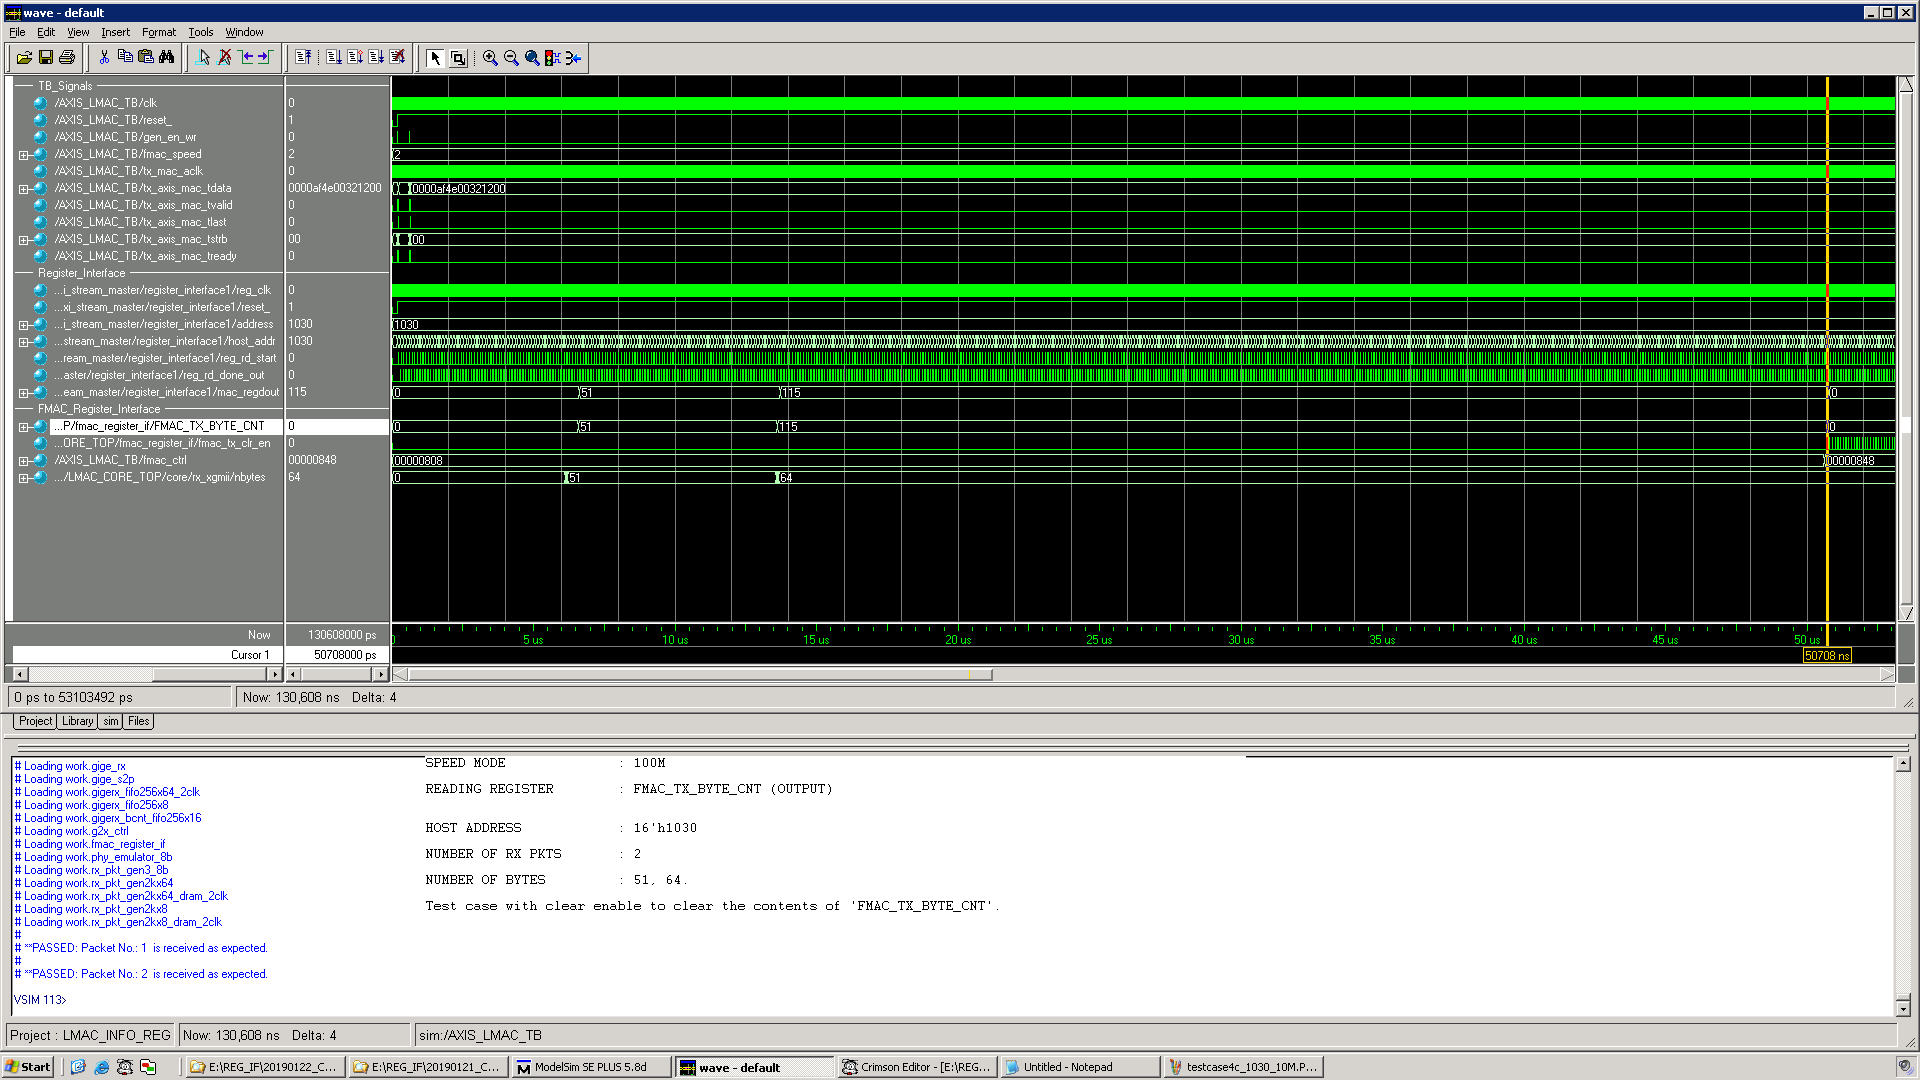 wave - default
File Edit View Insert Format Tools Window
TB_Signals
/AXIS_LMAC_TB/clk 0
/AXIS_LMAC_TB/reset_ 1
/AXIS_LMAC_TB/gen_en_wr 0
/AXIS_LMAC_TB/fmac_speed 2 2
/AXIS_LMAC_TB/tx_mac_aclk 0
/AXIS_LMAC_TB/tx_axis_mac_tdata 0000af4e00321200 0000af4e00321200
/AXIS_LMAC_TB/tx_axis_mac_tvalid 0
/AXIS_LMAC_TB/tx_axis_mac_tlast 0
/AXIS_LMAC_TB/tx_axis_mac_tstrb 00 00
/AXIS_LMAC_TB/tx_axis_mac_tready 0
Register_Interface
...i_stream_master/register_interface1/reg_clk 0
...xi_stream_master/register_interface1/reset_ 1
...i_stream_master/register_interface1/address 1030 1030
...stream_master/register_interface1/host_addr 1030
...ream_master/register_interface1/reg_rd_start 0
...aster/register_interface1/reg_rd_done_out 0
...eam_master/register_interface1/mac_regdout 115 0 51 115 0
FMAC_Register_Interface
...P/fmac_register_if/FMAC_TX_BYTE_CNT 0 0 51 115 0
...ORE_TOP/fmac_register_if/fmac_tx_clr_en 0
/AXIS_LMAC_TB/fmac_ctrl 00000848 00000808 00000848
.../LMAC_CORE_TOP/core/rx_xgmii/nbytes 64 0 51 64
Now 130608000 ps 5 us 10 us 15 us 20 us 25 us 30 us 35 us 40 us 45 us 50 us
Cursor 1 50708000 ps 50708 ns
0 ps to 53103492 ps Now: 130,608 ns Delta: 4
Project Library sim Files
# Loading work.gige_rx
# Loading work.gige_s2p
# Loading work.gigerx_fifo256x64_2clk
# Loading work.gigerx_fifo256x8
# Loading work.gigerx_bcnt_fifo256x16
# Loading work.g2x_ctrl
# Loading work.fmac_register_if
# Loading work.phy_emulator_8b
# Loading work.rx_pkt_gen3_8b
# Loading work.rx_pkt_gen2kx64
# Loading work.rx_pkt_gen2kx64_dram_2clk
# Loading work.rx_pkt_gen2kx8
# Loading work.rx_pkt_gen2kx8_dram_2clk
#
# **PASSED: Packet No.: 1 is received as expected.
#
# **PASSED: Packet No.: 2 is received as expected.
VSIM 113>
SPEED MODE : 100M
READING REGISTER : FMAC_TX_BYTE_CNT (OUTPUT)
HOST ADDRESS : 16'h1030
NUMBER OF RX PKTS : 2
NUMBER OF BYTES : 51, 64.
Test case with clear enable to clear the contents of 'FMAC_TX_BYTE_CNT'.
Project : LMAC_INFO_REG Now: 130,608 ns Delta: 4 sim:/AXIS_LMAC_TB
Start E:\REG_IF\20190122_C... E:\REG_IF\20190121_C... ModelSim SE PLUS 5.8d wave - default Crimson Editor - [E:\REG... Untitled - Notepad testcase4c_1030_10M.P...